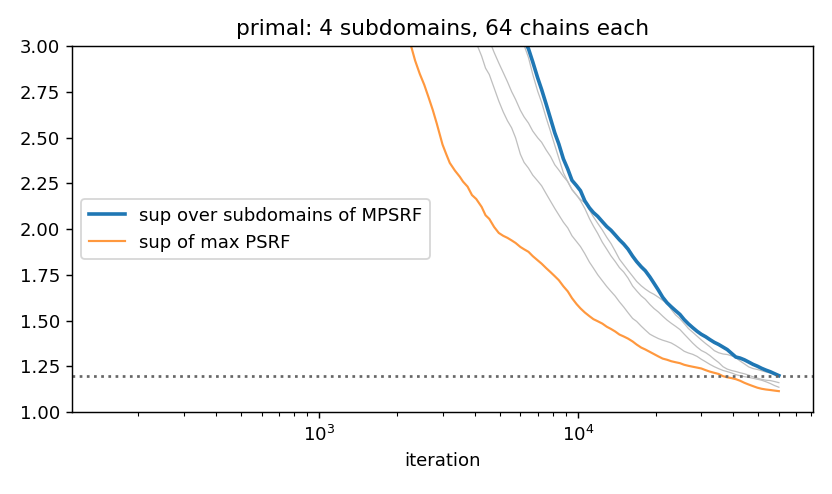 primal: 4 subdomains, 64 chains each
3.00
2.75
2.50
2.25
2.00
1.75
1.50
1.25
1.00
sup over subdomains of MPSRF
sup of max PSRF
10³
10⁴
iteration